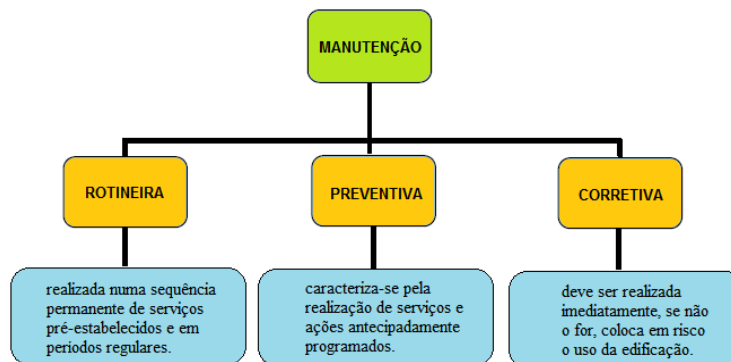 MANUTENÇÃO
ROTINEIRA
PREVENTIVA
CORRETIVA
realizada numa sequência
permanente de serviços
pré-estabelecidos e em
periodos regulares.
caracteriza-se pela
realização de serviços e
ações antecipadamente
programados.
deve ser realizada
imediatamente, se não
o for, coloca em risco
o uso da edificação.